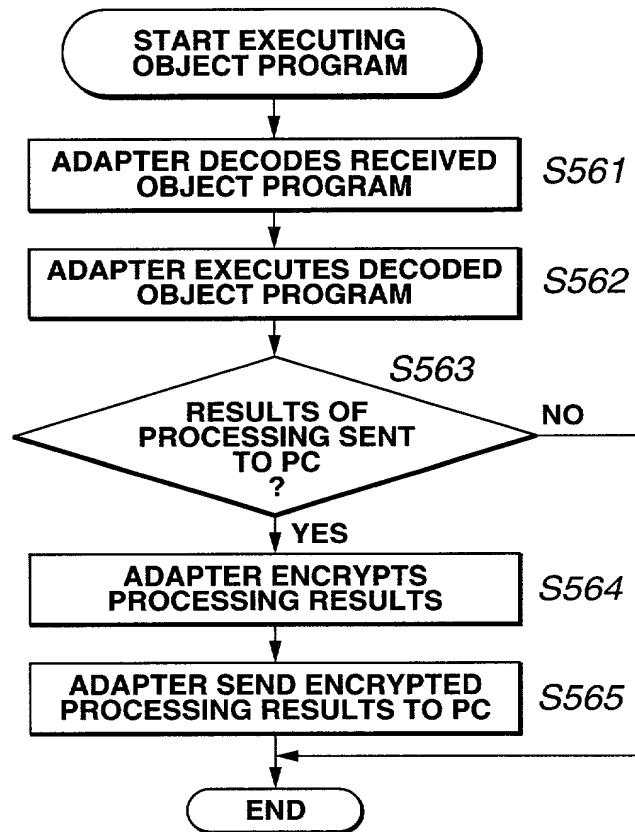 START EXECUTING
OBJECT PROGRAM
ADAPTER DECODES RECEIVED
OBJECT PROGRAM
S561
ADAPTER EXECUTES DECODED
OBJECT PROGRAM
S562
S563
RESULTS OF
PROCESSING SENT
TO PC
?
NO
YES
ADAPTER ENCRYPTS
PROCESSING RESULTS
S564
ADAPTER SEND ENCRYPTED
PROCESSING RESULTS TO PC
S565
END